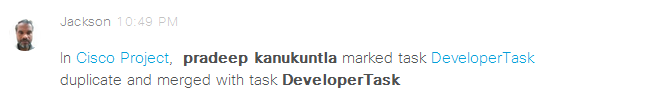 Jackson 10:49 PM
In Cisco Project, pradeep kanukuntla marked task DeveloperTask
duplicate and merged with task DeveloperTask